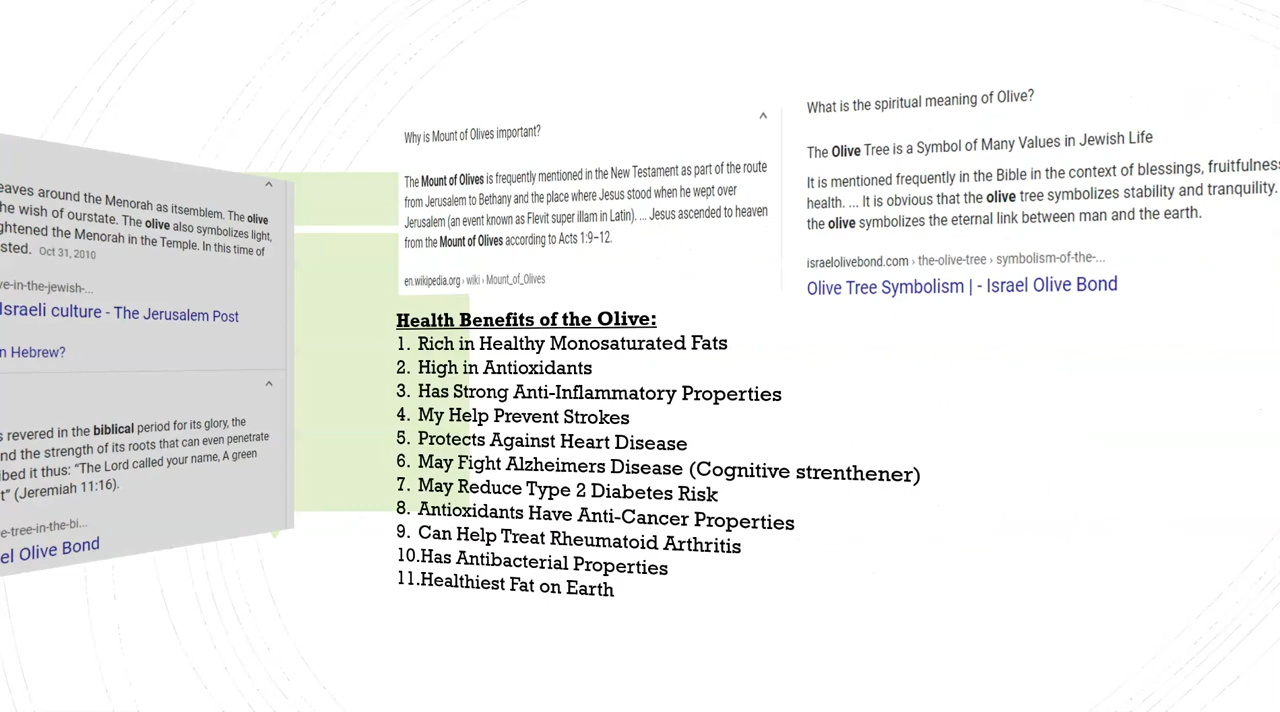 eaves around the Menorah as itsemblem. The olive
he wish of ourstate. The olive also symbolizes light,
ghtened the Menorah in the Temple. In this time of
sted. Oct 31, 2010
ve-in-the-jewish-...
Israeli culture - The Jerusalem Post
n Hebrew?
s revered in the biblical period for its glory, the
nd the strength of its roots that can even penetrate
ibed it thus: “The Lord called your name, A green
t” (Jeremiah 11:16).
e-tree-in-the-bi...
el Olive Bond
Why is Mount of Olives important?
The Mount of Olives is frequently mentioned in the New Testament as part of the route
from Jerusalem to Bethany and the place where Jesus stood when he wept over
Jerusalem (an event known as Flevit super illam in Latin). ... Jesus ascended to heaven
from the Mount of Olives according to Acts 1:9–12.
en.wikipedia.org › wiki › Mount_of_Olives
What is the spiritual meaning of Olive?
The Olive Tree is a Symbol of Many Values in Jewish Life
It is mentioned frequently in the Bible in the context of blessings, fruitfulness
health. ... It is obvious that the olive tree symbolizes stability and tranquility.
the olive symbolizes the eternal link between man and the earth.
israelolivebond.com › the-olive-tree › symbolism-of-the-...
Olive Tree Symbolism | - Israel Olive Bond
Health Benefits of the Olive:
1. Rich in Healthy Monosaturated Fats
2. High in Antioxidants
3. Has Strong Anti-Inflammatory Properties
4. My Help Prevent Strokes
5. Protects Against Heart Disease
6. May Fight Alzheimers Disease (Cognitive strenthener)
7. May Reduce Type 2 Diabetes Risk
8. Antioxidants Have Anti-Cancer Properties
9. Can Help Treat Rheumatoid Arthritis
10.Has Antibacterial Properties
11.Healthiest Fat on Earth